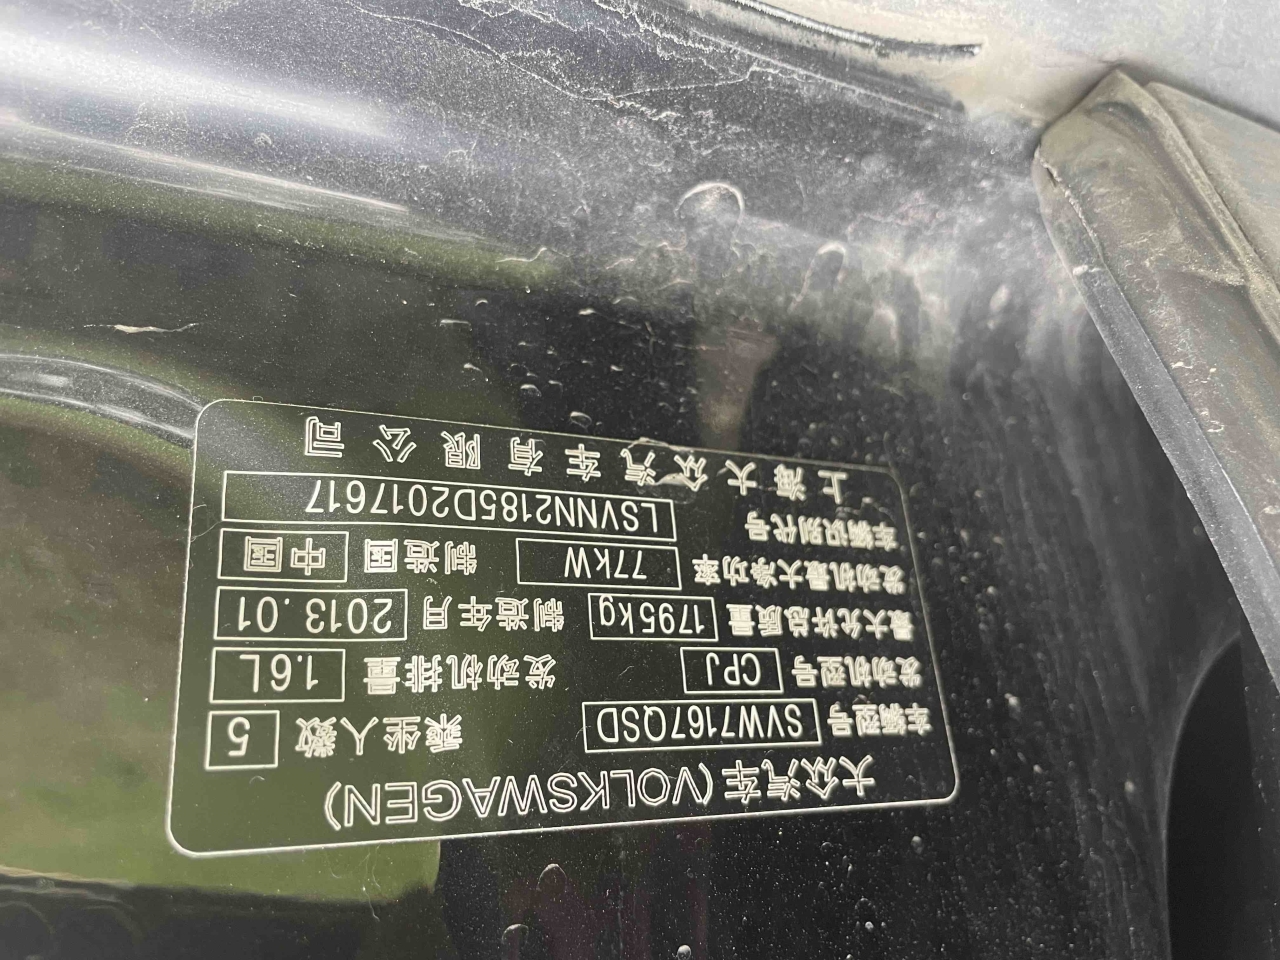 大众汽车(VOLKSWAGEN)
车辆型号 SVW7167QSD 乘坐人数 5
发动机型号 CPJ 发动机排量 1.6L
最大允许总质量 1795kg 制造年月 2013.01
发动机最大净功率 77kW 制造国 中国
车辆识别代号 LSVNN2185D2017617
上海大众汽车有限公司